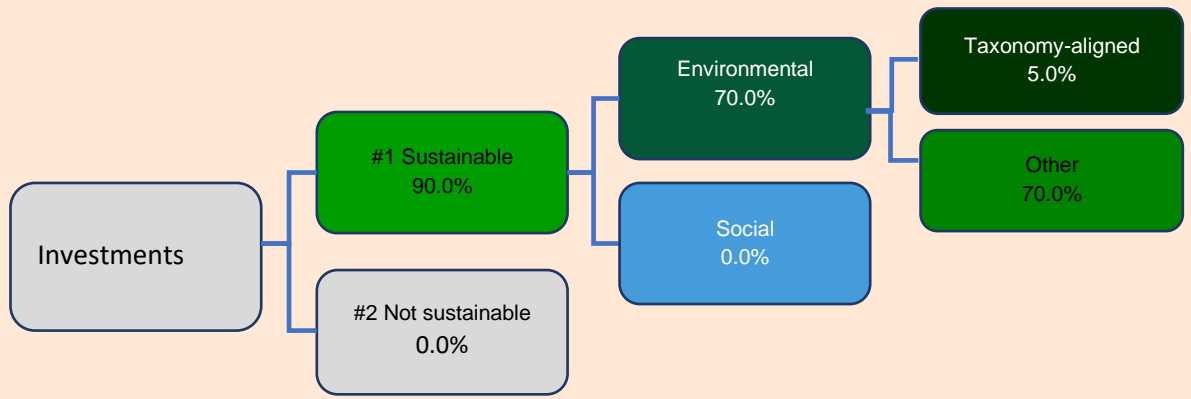 Investments
#1 Sustainable
90.0%
#2 Not sustainable
0.0%
Environmental
70.0%
Social
0.0%
Taxonomy-aligned
5.0%
Other
70.0%